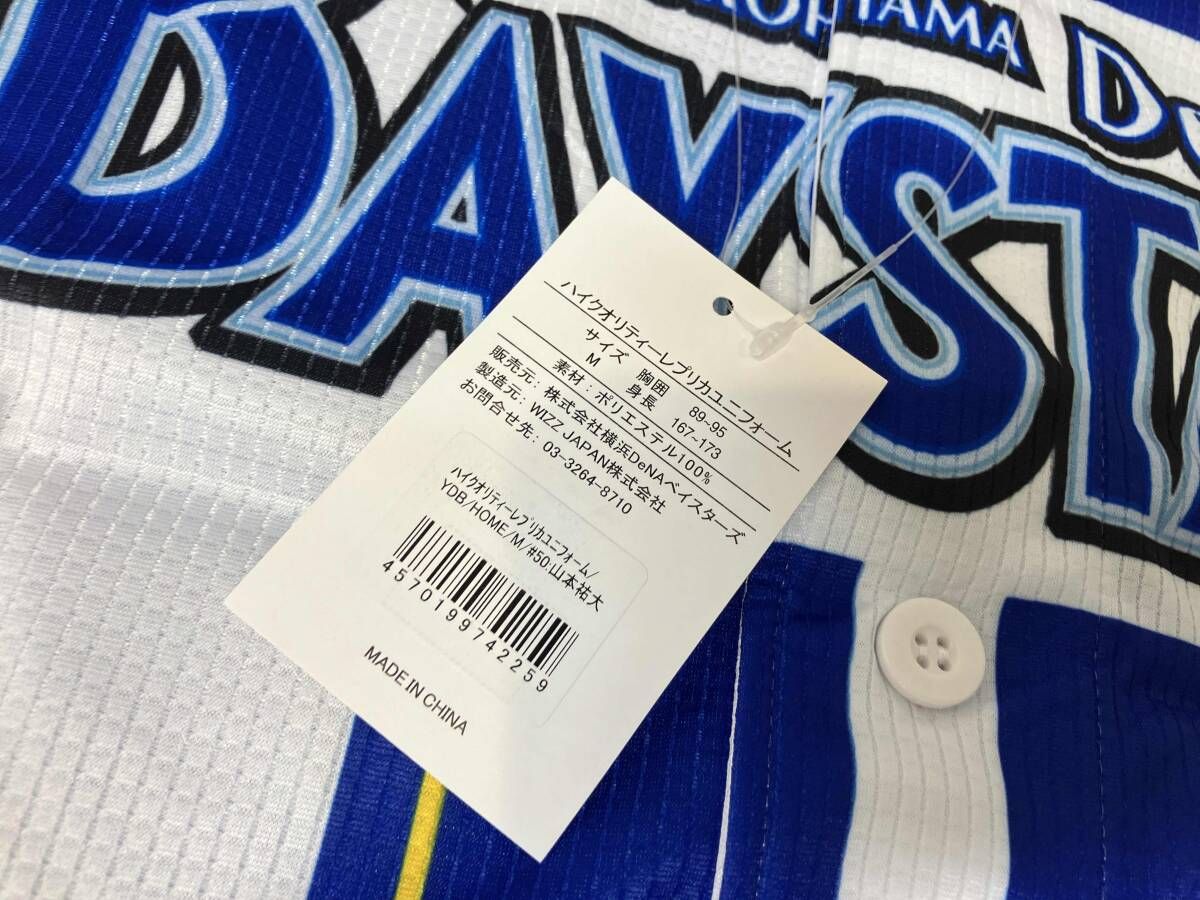 YOKOHAMA De
BAYST
ハイクオリティーレプリカユニフォーム
サイズ 胸囲 89~95
M 身長 167~173
素材:ポリエステル100%
販売元:株式会社横浜DeNAベイスターズ
製造元:WIZZ JAPAN株式会社
お問合せ先:03-3264-8710
ハイクオリティーレプリカユニフォーム/
YDB/HOME/M/#50:山本祐大
4570199742259
MADE IN CHINA